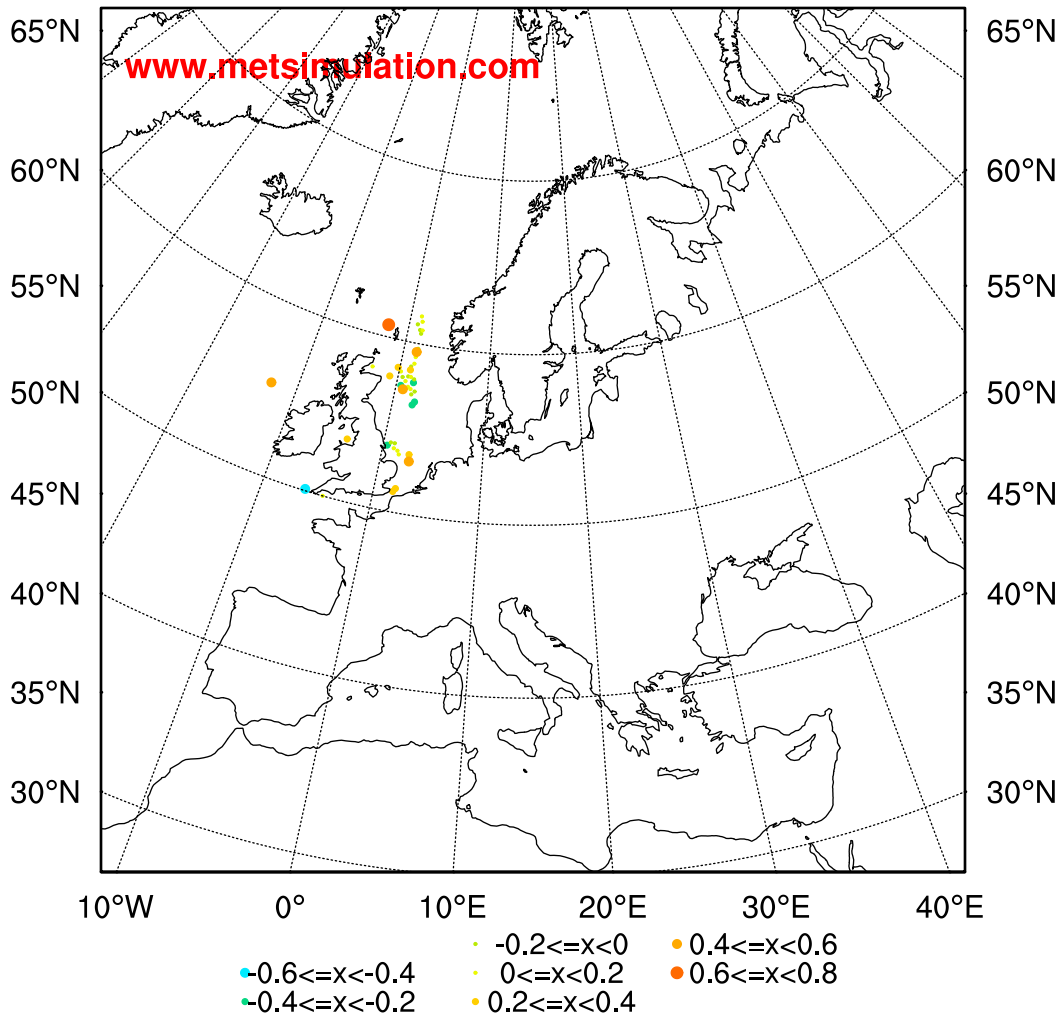 65°N 65°N
www.metsimulation.com
60°N 60°N
55°N 55°N
50°N 50°N
45°N 45°N
40°N 40°N
35°N 35°N
30°N 30°N
10°W 0° 10°E 20°E 30°E 40°E
-0.2<=x<0 0.4<=x<0.6
-0.6<=x<-0.4 0<=x<0.2 0.6<=x<0.8
-0.4<=x<-0.2 0.2<=x<0.4